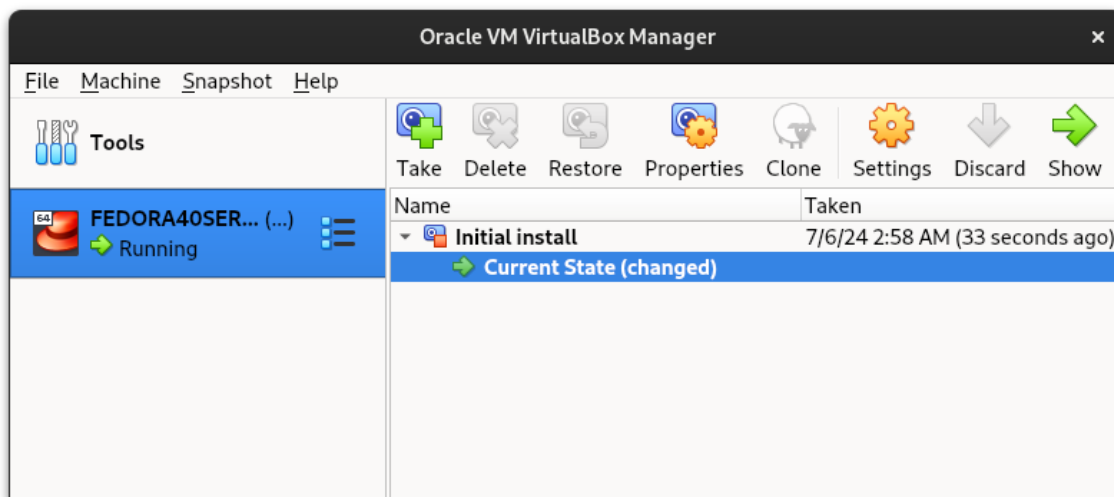 Oracle VM VirtualBox Manager
File Machine Snapshot Help
Tools
Take Delete Restore Properties Clone Settings Discard Show
Name Taken
64 FEDORA40SER... (...)
Running
Initial install 7/6/24 2:58 AM (33 seconds ago)
Current State (changed)